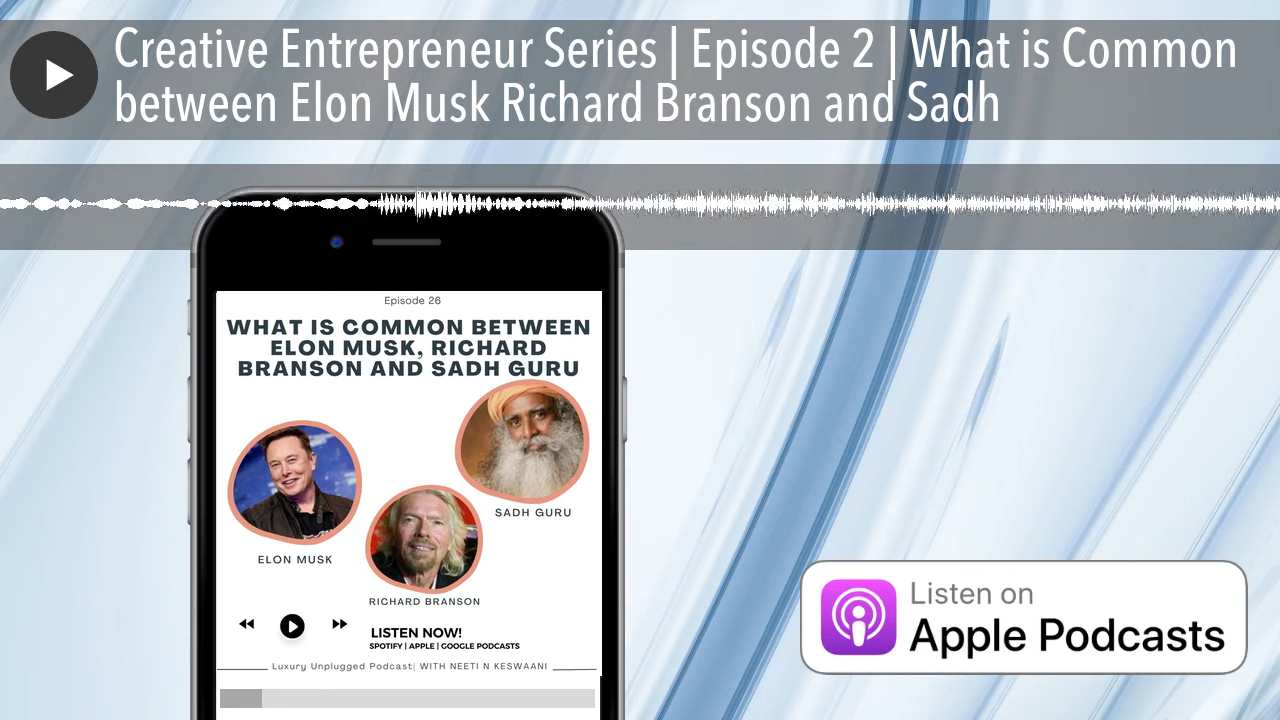 Creative Entrepreneur Series | Episode 2 | What is Common
between Elon Musk Richard Branson and Sadh
Episode 26
WHAT IS COMMON BETWEEN
ELON MUSK, RICHARD
BRANSON AND SADH GURU
SADH GURU
ELON MUSK
RICHARD BRANSON
LISTEN NOW!
SPOTIFY | APPLE | GOOGLE PODCASTS
Luxury Unplugged Podcast| WITH NEETI N KESWAANI
Listen on
Apple Podcasts